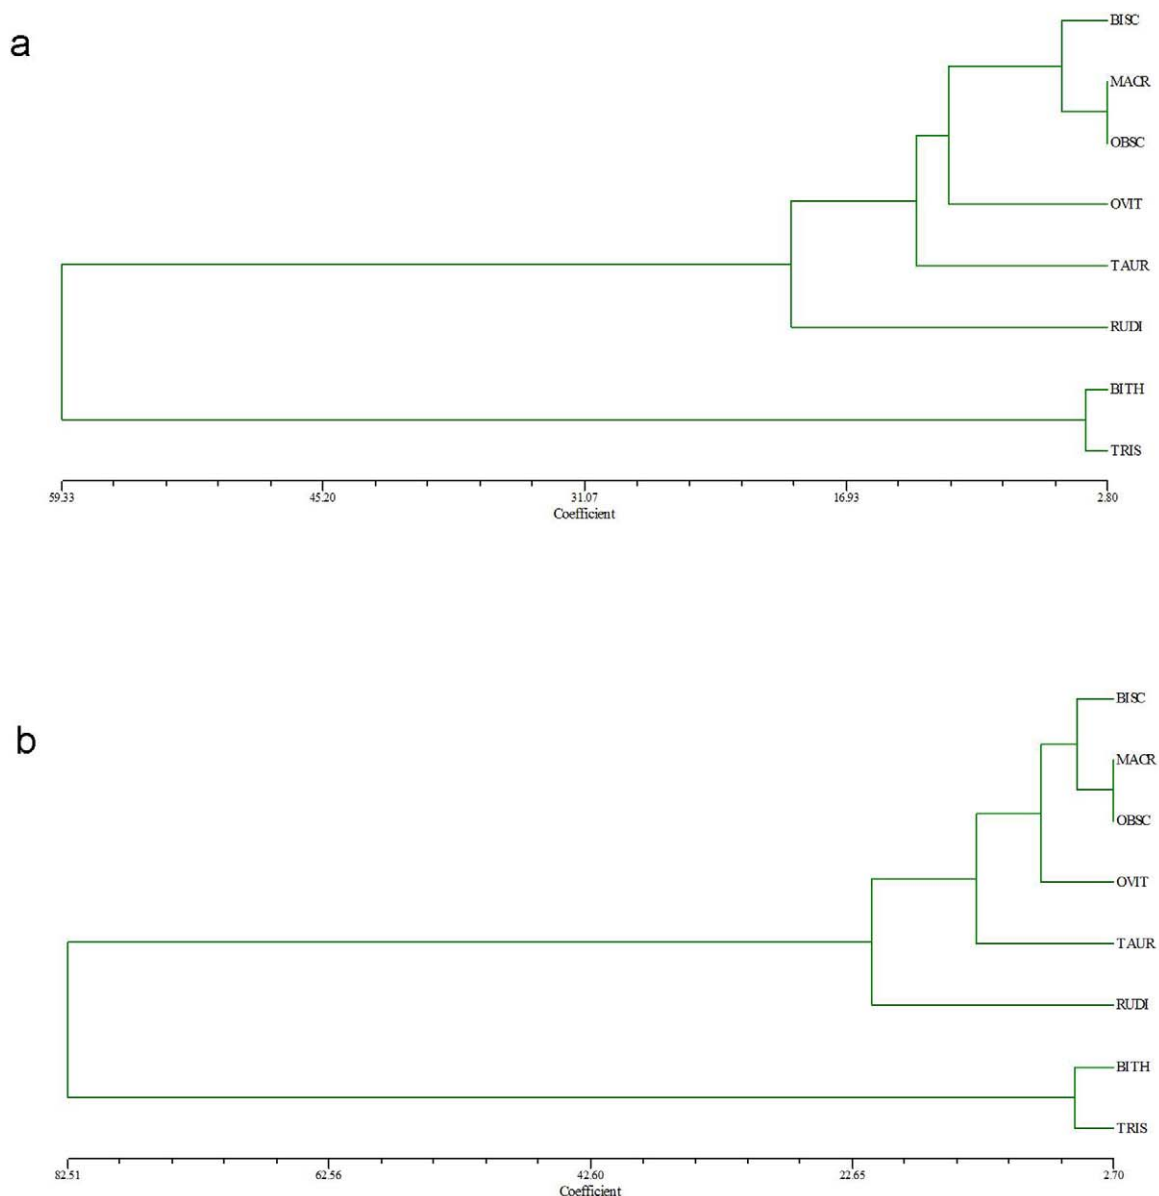 a
BISC
MACR
OBSC
OVIT
TAUR
RUDI
BITH
TRIS
59.33 45.20 31.07 16.93 2.80
Coefficient
b
BISC
MACR
OBSC
OVIT
TAUR
RUDI
BITH
TRIS
82.51 62.56 42.60 22.65 2.70
Coefficient